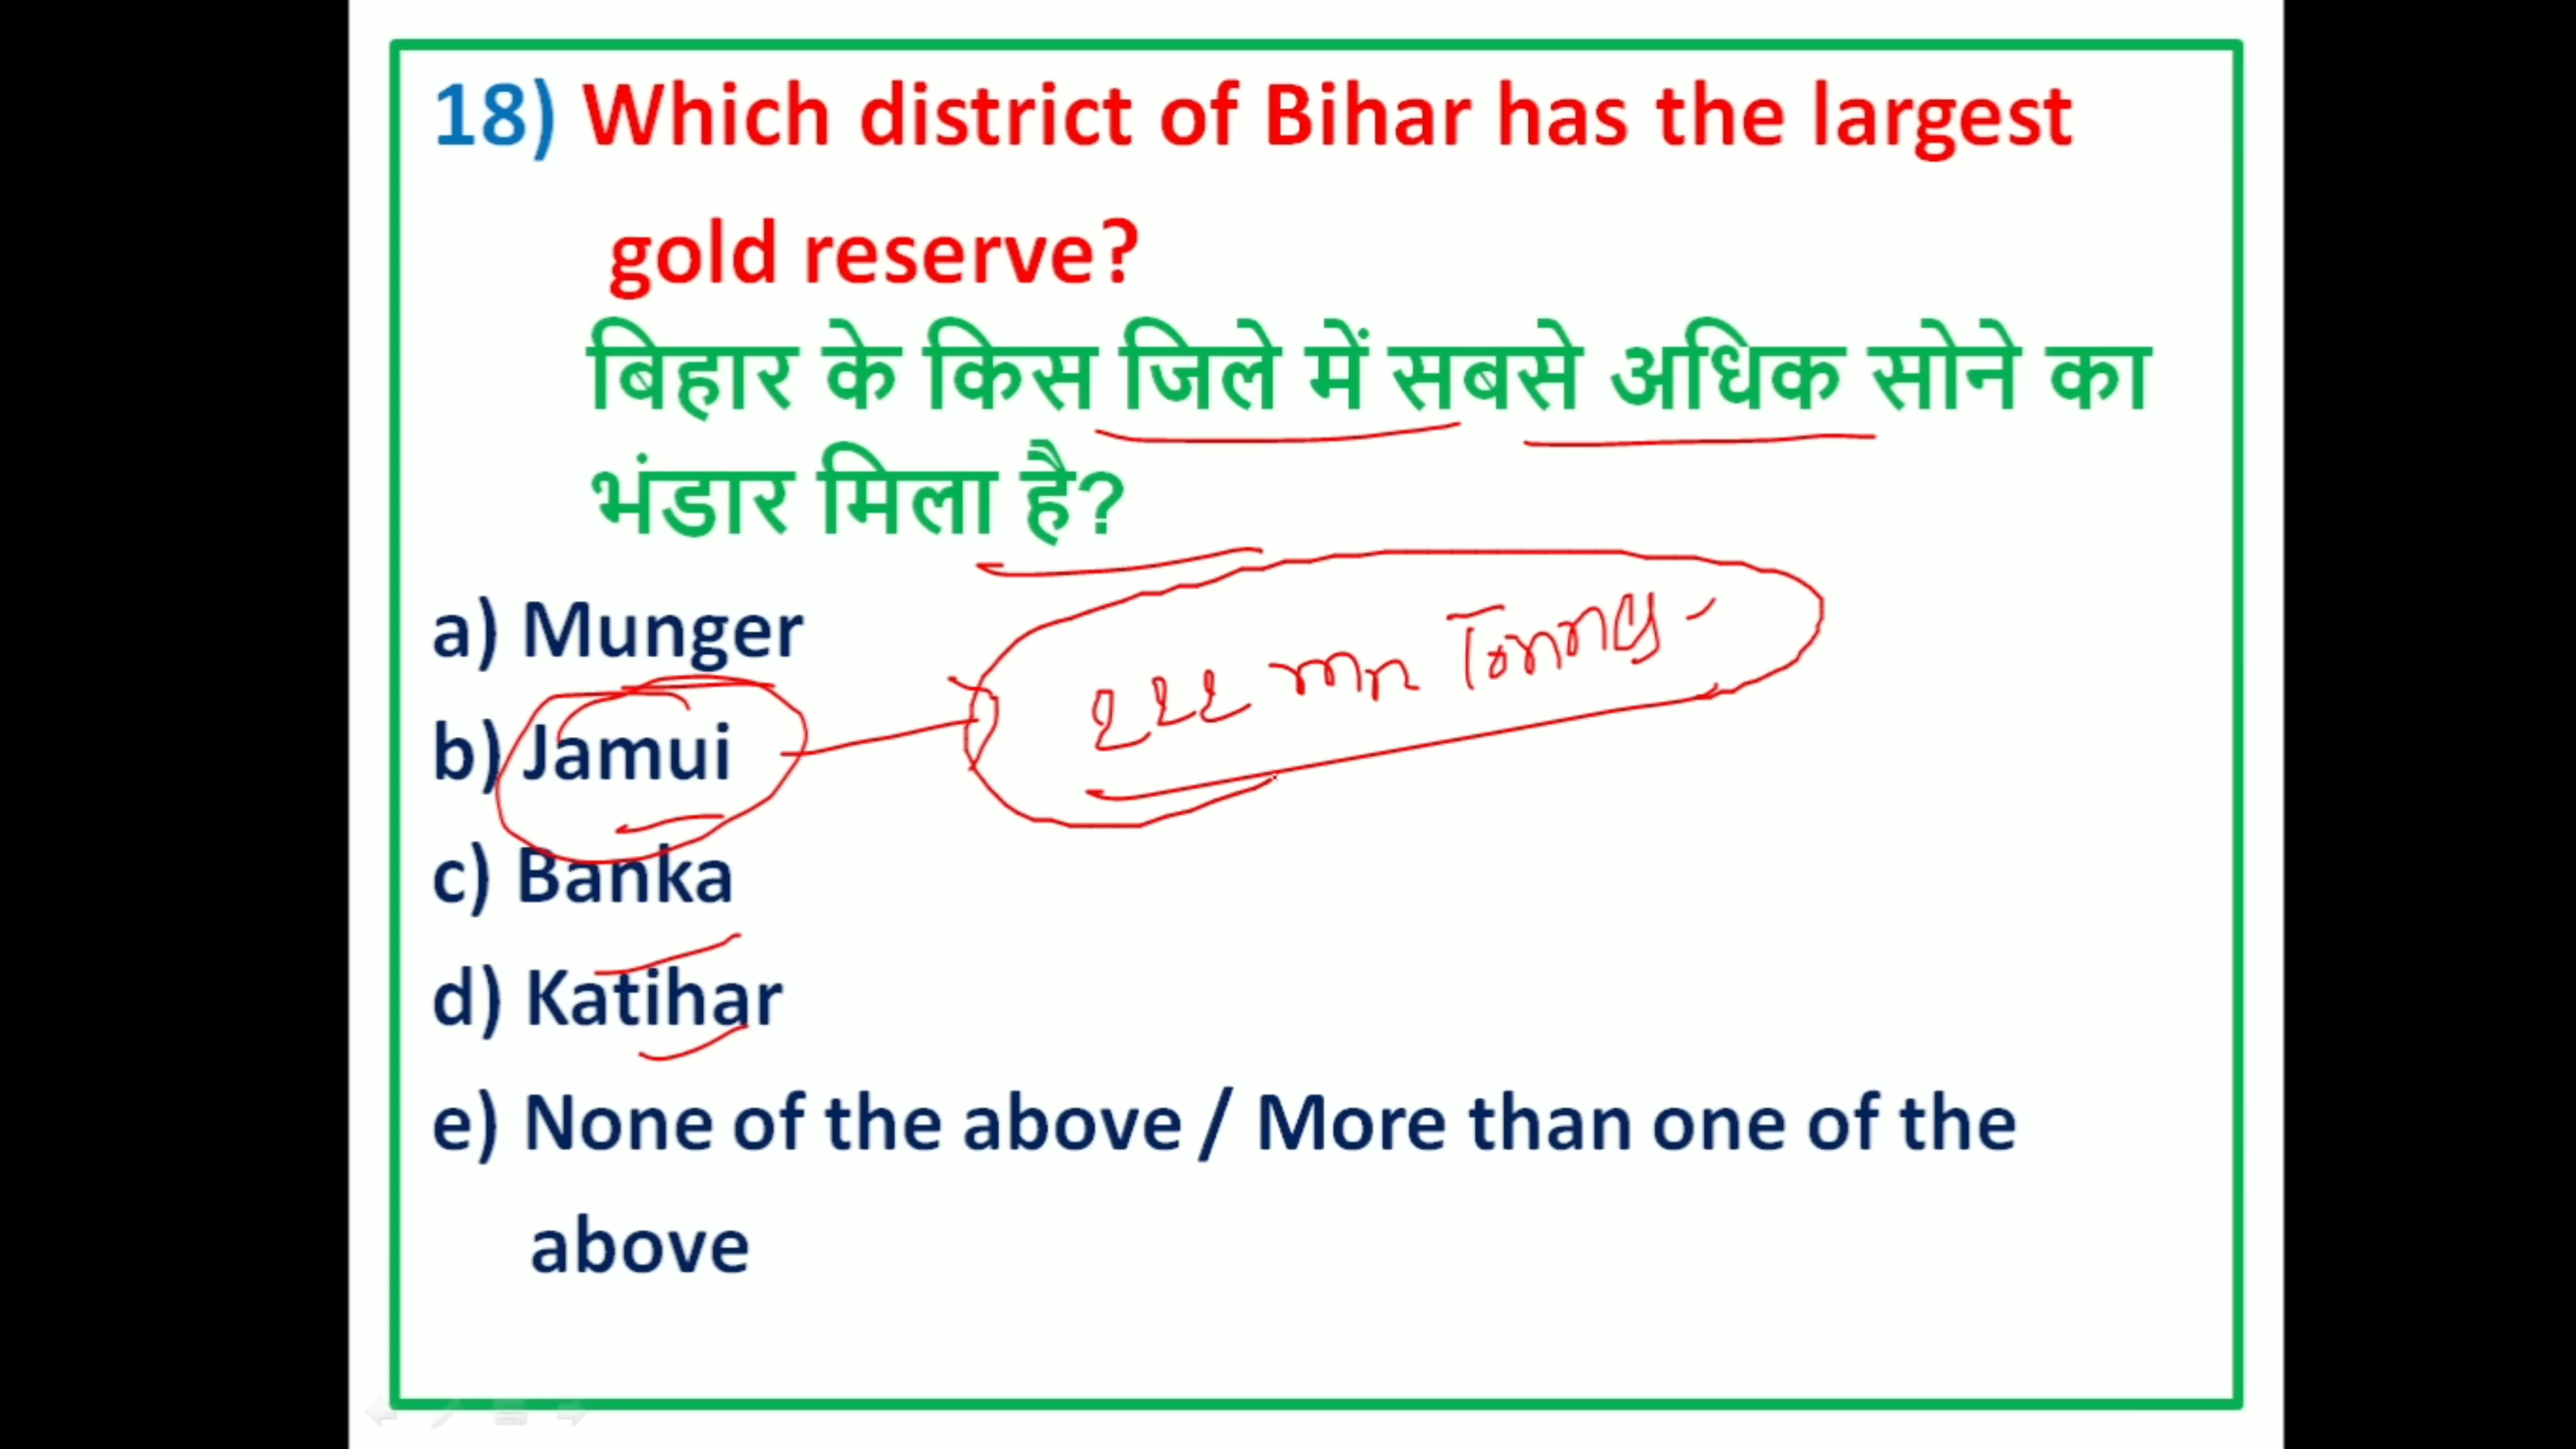 18) Which district of Bihar has the largest
gold reserve?
बिहार के किस जिले में सबसे अधिक सोने का
भंडार मिला है?
a) Munger
222 mn Tonnes
b) Jamui
c) Banka
d) Katihar
e) None of the above / More than one of the
above